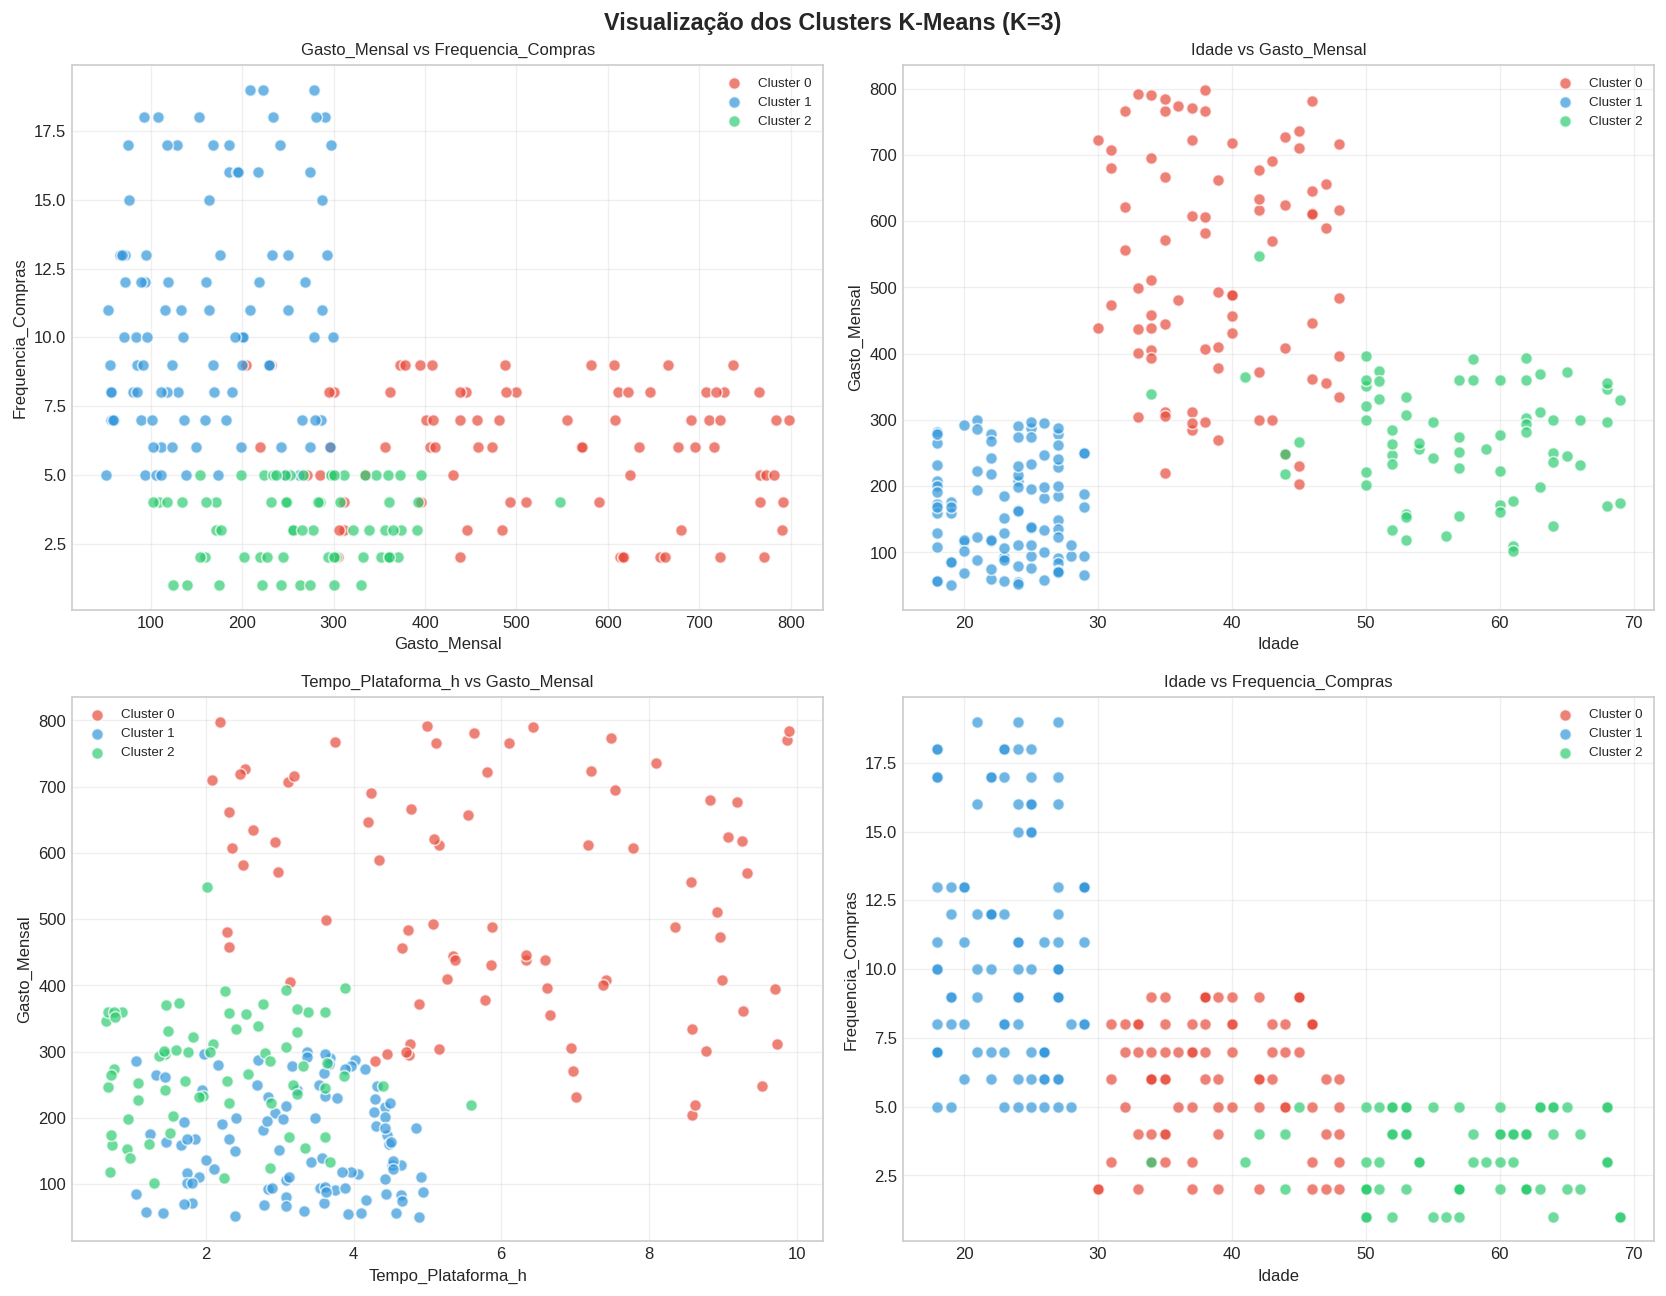 Visualização dos Clusters K-Means (K=3)
Gasto_Mensal vs Frequencia_Compras
Cluster 0
Cluster 1
Cluster 2
17.5
15.0
12.5
10.0
7.5
5.0
2.5
Frequencia_Compras
100 200 300 400 500 600 700 800
Gasto_Mensal
Idade vs Gasto_Mensal
Cluster 0
Cluster 1
Cluster 2
800
700
600
500
400
300
200
100
Gasto_Mensal
20 30 40 50 60 70
Idade
Tempo_Plataforma_h vs Gasto_Mensal
Cluster 0
Cluster 1
Cluster 2
800
700
600
500
400
300
200
100
Gasto_Mensal
2 4 6 8 10
Tempo_Plataforma_h
Idade vs Frequencia_Compras
Cluster 0
Cluster 1
Cluster 2
17.5
15.0
12.5
10.0
7.5
5.0
2.5
Frequencia_Compras
20 30 40 50 60 70
Idade